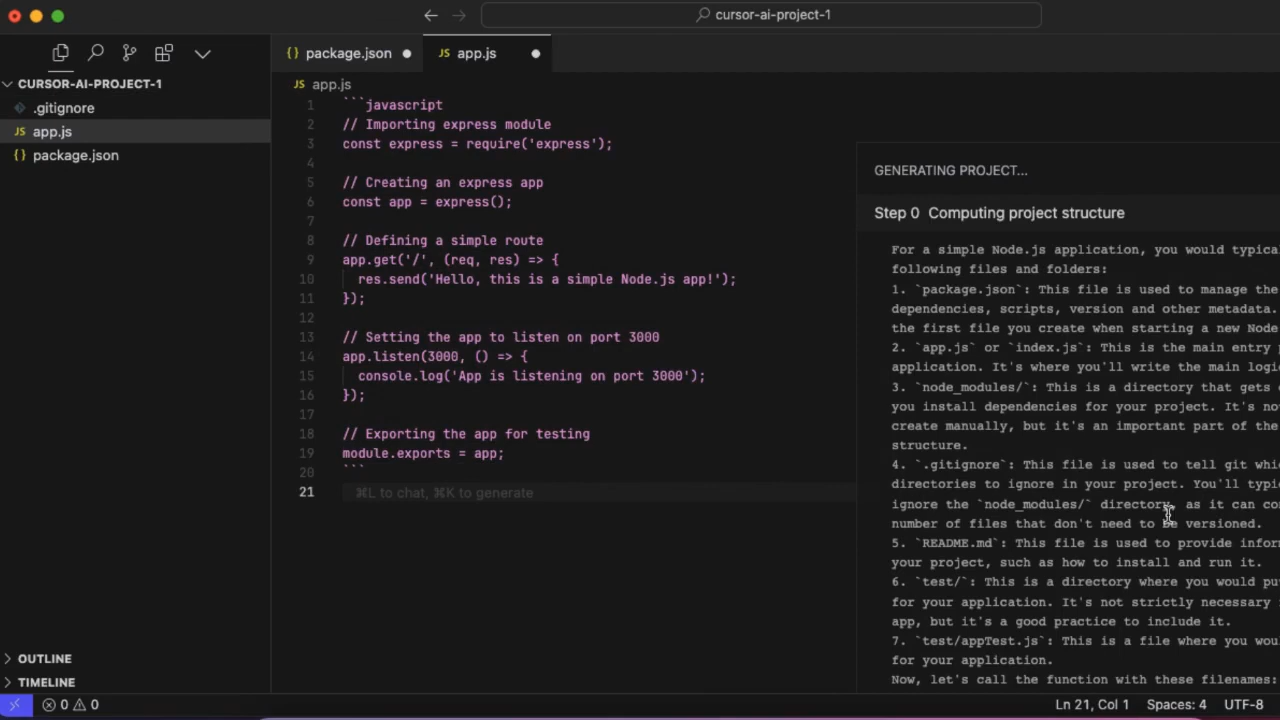 cursor-ai-project-1
package.json
JS app.js
CURSOR-AI-PROJECT-1
.gitignore
JS app.js
{} package.json
OUTLINE
TIMELINE
JS app.js
1 ```javascript
2 // Importing express module
3 const express = require('express');
4
5 // Creating an express app
6 const app = express();
7
8 // Defining a simple route
9 app.get('/', (req, res) => {
10 res.send('Hello, this is a simple Node.js app!');
11 });
12
13 // Setting the app to listen on port 3000
14 app.listen(3000, () => {
15 console.log('App is listening on port 3000');
16 });
17
18 // Exporting the app for testing
19 module.exports = app;
20 ```
21 ⌘L to chat, ⌘K to generate
GENERATING PROJECT...
Step 0 Computing project structure
For a simple Node.js application, you would typical
following files and folders:
1. `package.json`: This file is used to manage the
dependencies, scripts, version and other metadata.
the first file you create when starting a new Node
2. `app.js` or `index.js`: This is the main entry
application. It's where you'll write the main logi
3. `node_modules/`: This is a directory that gets
you install dependencies for your project. It's no
create manually, but it's an important part of the
structure.
4. `.gitignore`: This file is used to tell git whi
directories to ignore in your project. You'll typi
ignore the `node_modules/` directory, as it can co
number of files that don't need to be versioned.
5. `README.md`: This file is used to provide infor
your project, such as how to install and run it.
6. `test/`: This is a directory where you would pu
for your application. It's not strictly necessary
app, but it's a good practice to include it.
7. `test/appTest.js`: This is a file where you wou
for your application.
Now, let's call the function with these filenames:
0 0
Ln 21, Col 1 Spaces: 4 UTF-8